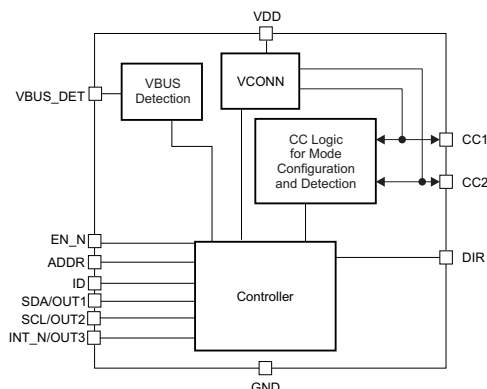 VDD
VBUS_DET
VBUS
Detection
VCONN
CC Logic
for Mode
Configuration
and Detection
CC1
CC2
EN_N
ADDR
ID
SDA/OUT1
SCL/OUT2
INT_N/OUT3
Controller
DIR
GND